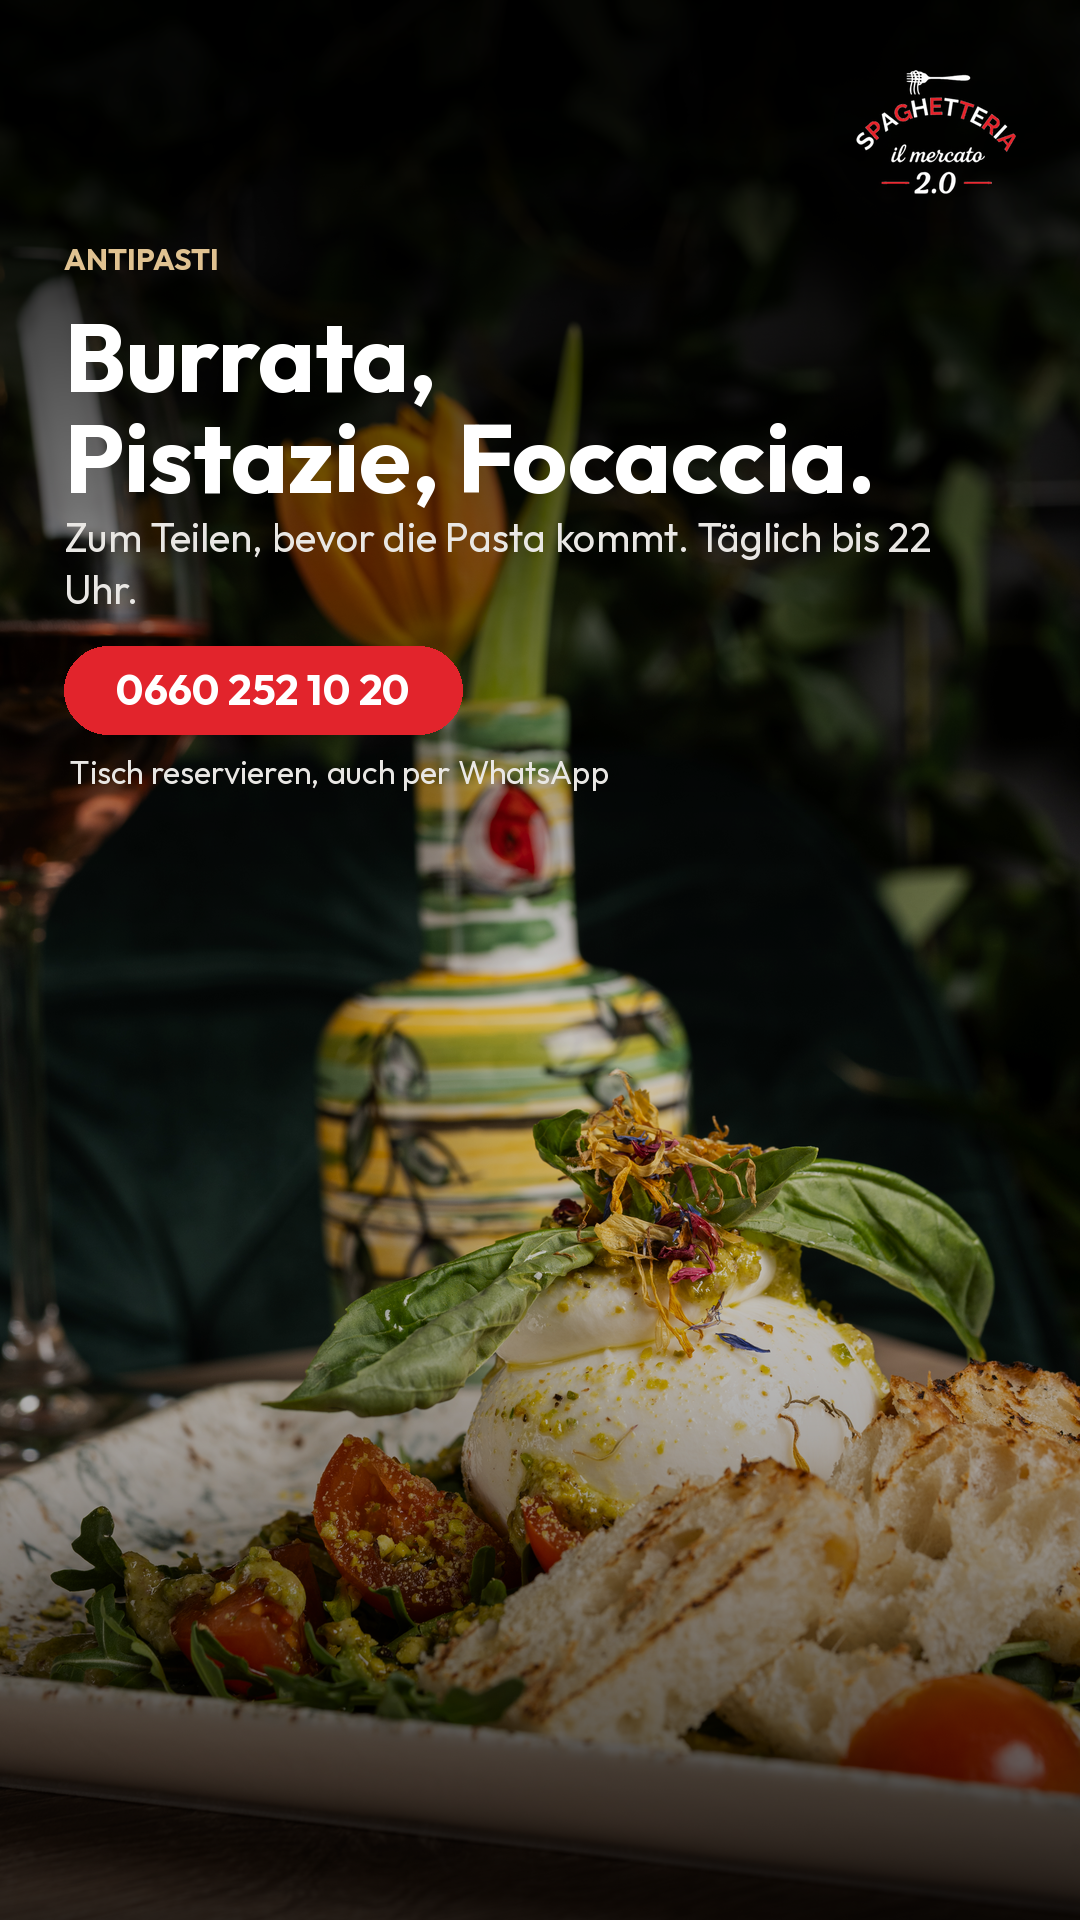 SPAGHETTERIA
il mercato
2.0
ANTIPASTI
Burrata,
Pistazie, Focaccia.
Zum Teilen, bevor die Pasta kommt. Täglich bis 22
Uhr.
0660 252 10 20
Tisch reservieren, auch per WhatsApp